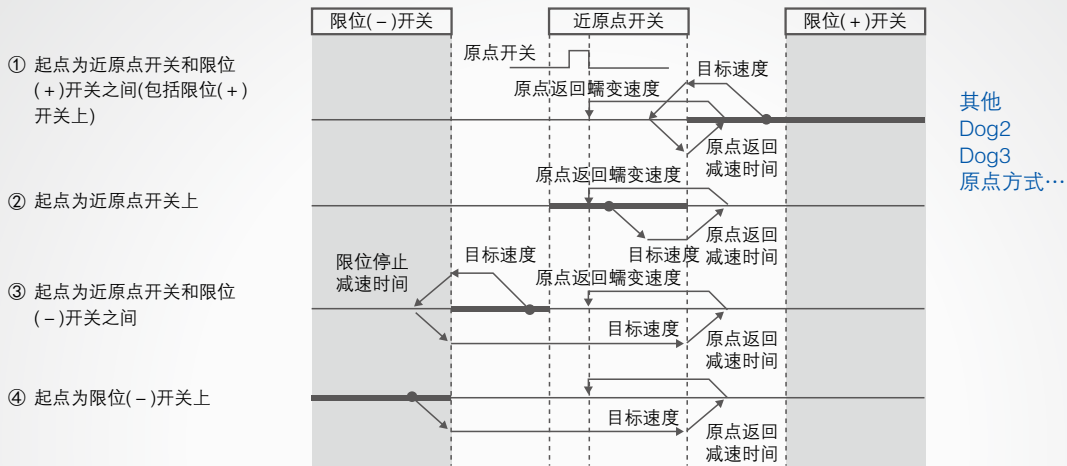 限位(－)开关
近原点开关
限位(＋)开关
① 起点为近原点开关和限位
(＋)开关之间(包括限位(＋)
开关上)
原点开关
目标速度
原点返回蠕变速度
原点返回
减速时间
其他
Dog2
Dog3
原点方式…
② 起点为近原点开关上
原点返回蠕变速度
目标速度
原点返回
减速时间
③ 起点为近原点开关和限位
(－)开关之间
限位停止
减速时间
目标速度
原点返回蠕变速度
目标速度
原点返回
减速时间
④ 起点为限位(－)开关上
目标速度
原点返回
减速时间